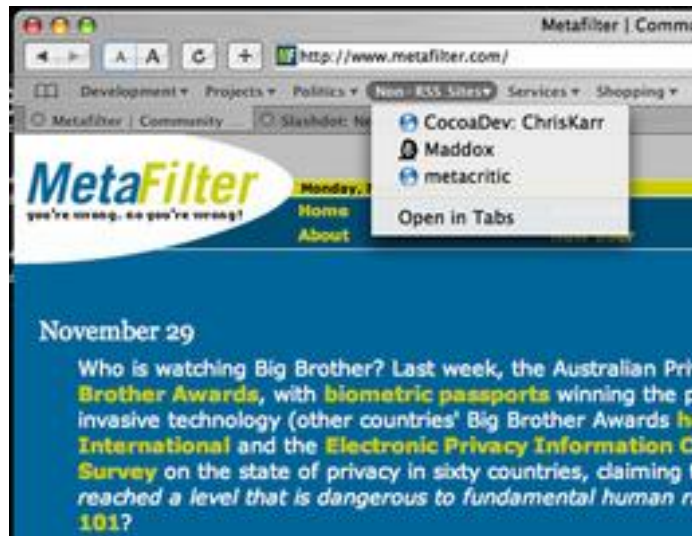 Metafilter | Comm
A A C + http://www.metafilter.com/
Development Projects Politics Non-RSS Sites Services Shopping
Metafilter | Community Slashdot: Ne
CocoaDev: ChrisKarr
Maddox
metacritic
Open in Tabs
MetaFilter
you're wrong. no you're wrong!
Monday,
Home
About
November 29
Who is watching Big Brother? Last week, the Australian Pri
Brother Awards, with biometric passports winning the p
invasive technology (other countries' Big Brother Awards h
International and the Electronic Privacy Information C
Survey on the state of privacy in sixty countries, claiming
reached a level that is dangerous to fundamental human r
101?